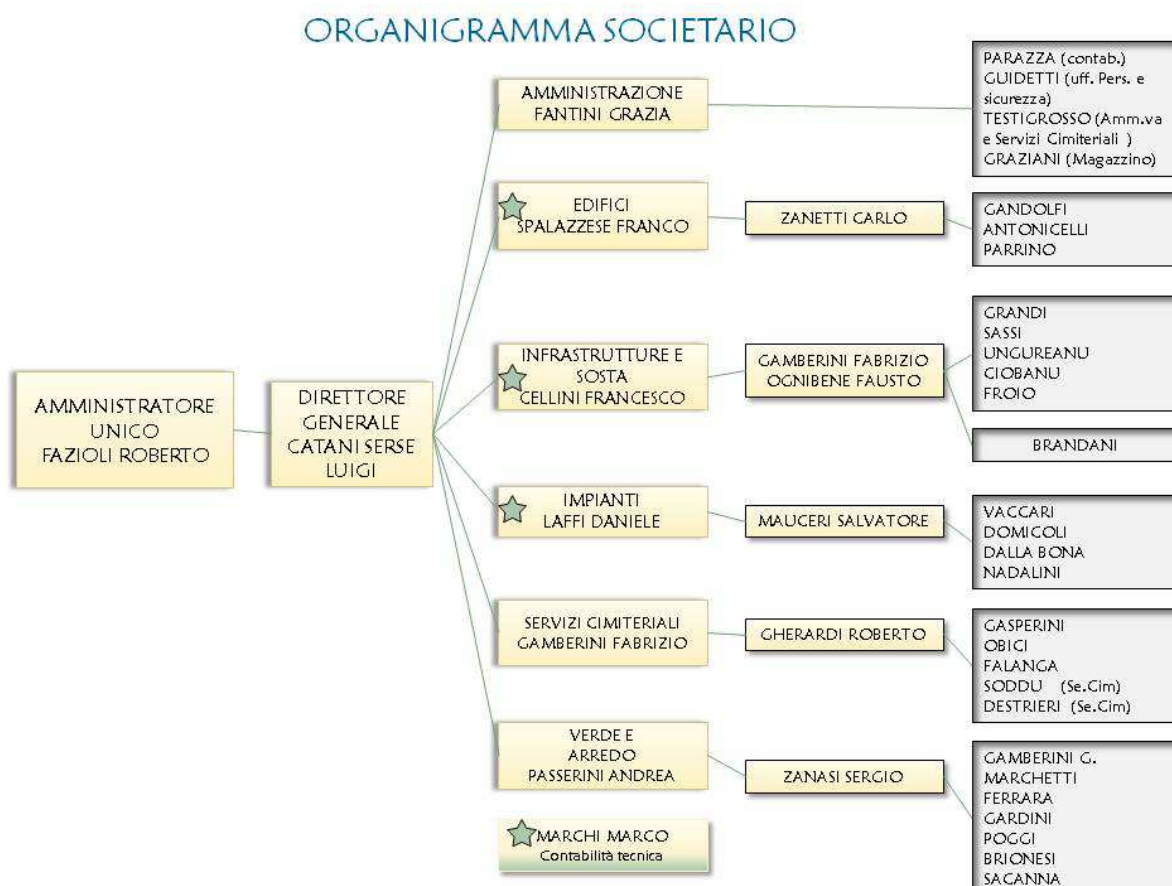 ORGANIGRAMMA SOCIETARIO
AMMINISTRATORE
UNICO
FAZIOLI ROBERTO
DIRETTORE
GENERALE
CATANI SERSE
LUIGI
AMMINISTRAZIONE
FANTINI GRAZIA
PARAZZA (contab.)
GUIDETTI (uff. Pers. e
sicurezza)
TESTIGROSSO (Amm.va
e Servizi Cimiteriali )
GRAZIANI (Magazzino)
EDIFICI
SPALAZZESE FRANCO
ZANETTI CARLO
GANDOLFI
ANTONICELLI
PARRINO
INFRASTRUTTURE E
SOSTA
CELLINI FRANCESCO
GAMBERINI FABRIZIO
OGNIBENE FAUSTO
GRANDI
SASSI
UNGUREANU
CIOBANU
FROIO
BRANDANI
IMPIANTI
LAFFI DANIELE
MAUCERI SALVATORE
VACCARI
DOMICOLI
DALLA BONA
NADALINI
SERVIZI CIMITERIALI
GAMBERINI FABRIZIO
GHERARDI ROBERTO
GASPERINI
OBICI
FALANGA
SODDU (Se.Cim)
DESTRIERI (Se.Cim)
VERDE E
ARREDO
PASSERINI ANDREA
ZANASI SERGIO
GAMBERINI G.
MARCHETTI
FERRARA
GARDINI
POGGI
BRIONESI
SACANNA
MARCHI MARCO
Contabilità tecnica